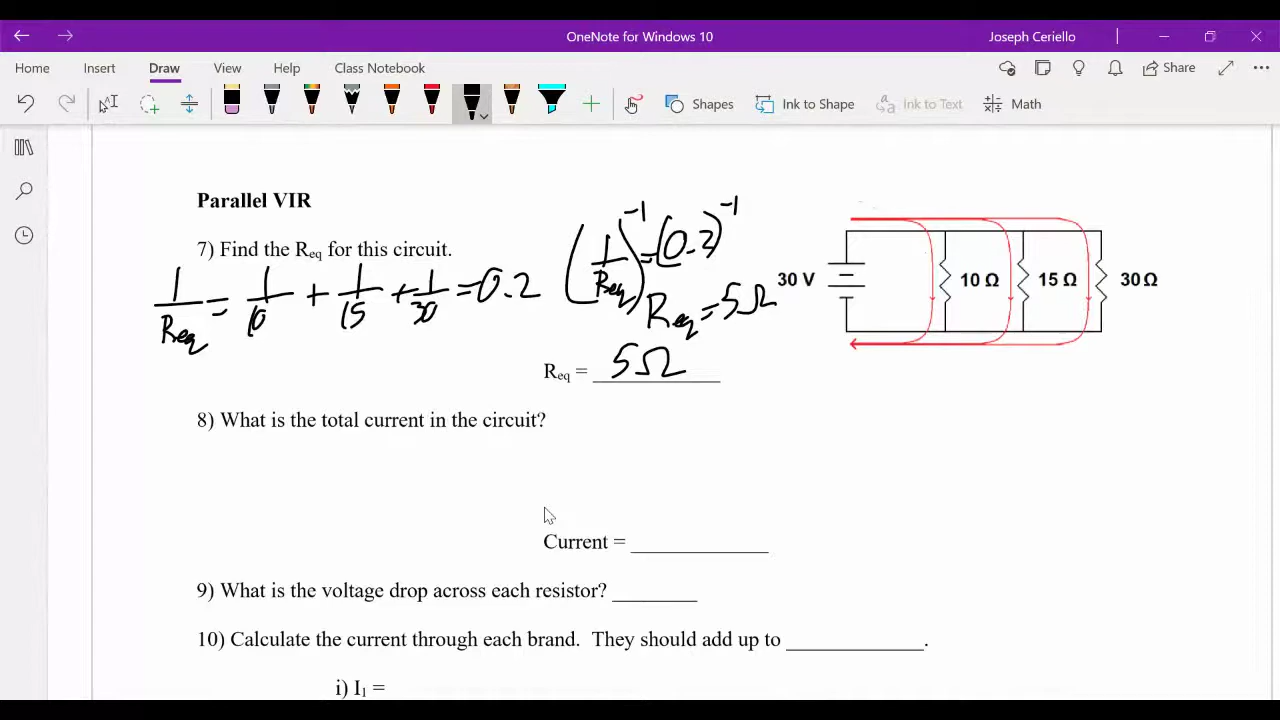 OneNote for Windows 10
Joseph Ceriello
Home Insert Draw View Help Class Notebook Share
Shapes Ink to Shape Ink to Text Math
Parallel VIR
7) Find the Req for this circuit.
1/Req = 1/10 + 1/15 + 1/30 = 0.2
(1/Req)^-1 = (0.2)^-1
Req = 5Ω
30 V 10 Ω 15 Ω 30 Ω
Req = 5Ω
8) What is the total current in the circuit?
Current = ____________
9) What is the voltage drop across each resistor? ________
10) Calculate the current through each brand. They should add up to _____________.
i) I1 =